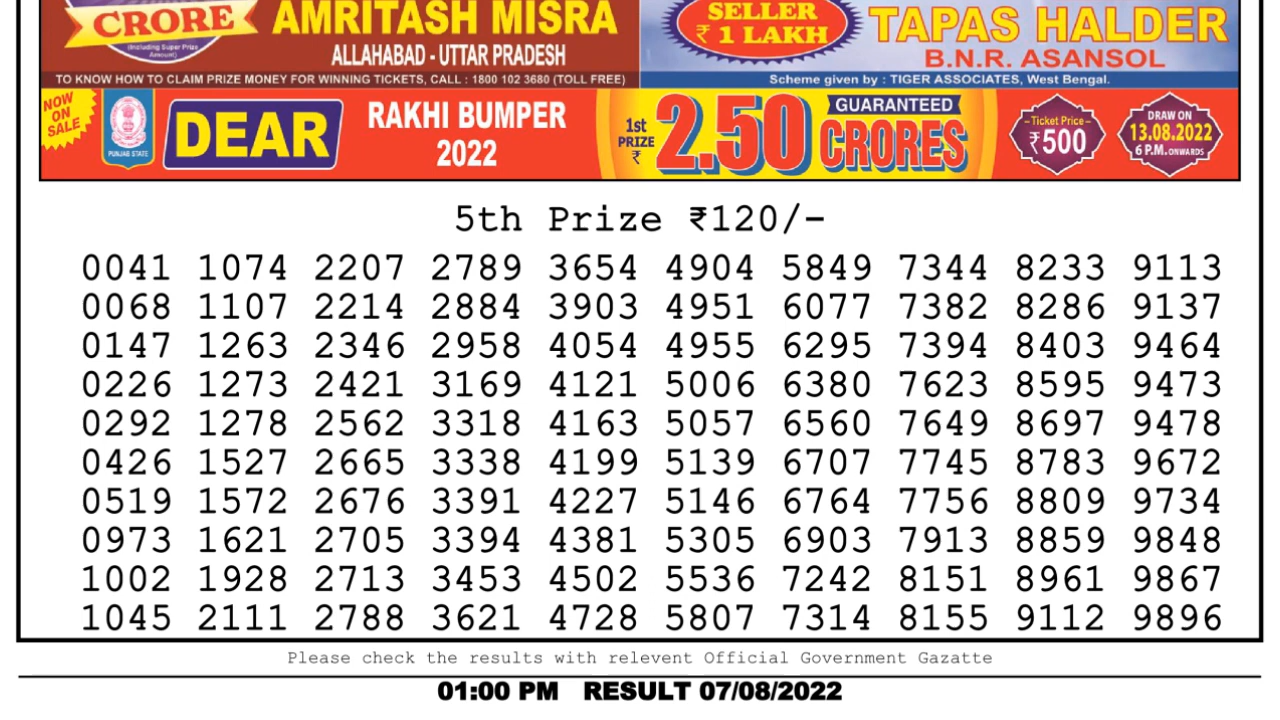 CRORE
(Including Super Prize
Amount)
AMRITASH MISRA
ALLAHABAD - UTTAR PRADESH
SELLER
₹ 1 LAKH
TAPAS HALDER
B.N.R. ASANSOL
TO KNOW HOW TO CLAIM PRIZE MONEY FOR WINNING TICKETS, CALL : 1800 102 3680 (TOLL FREE)
Scheme given by : TIGER ASSOCIATES, West Bengal.
NOW
ON
SALE
PUNJAB STATE
DEAR
RAKHI BUMPER
2022
1st
PRIZE
₹
2.50
GUARANTEED
CRORES
Ticket Price
₹500
DRAW ON
13.08.2022
6 P.M. ONWARDS
5th Prize ₹120/-
0041 1074 2207 2789 3654 4904 5849 7344 8233 9113
0068 1107 2214 2884 3903 4951 6077 7382 8286 9137
0147 1263 2346 2958 4054 4955 6295 7394 8403 9464
0226 1273 2421 3169 4121 5006 6380 7623 8595 9473
0292 1278 2562 3318 4163 5057 6560 7649 8697 9478
0426 1527 2665 3338 4199 5139 6707 7745 8783 9672
0519 1572 2676 3391 4227 5146 6764 7756 8809 9734
0973 1621 2705 3394 4381 5305 6903 7913 8859 9848
1002 1928 2713 3453 4502 5536 7242 8151 8961 9867
1045 2111 2788 3621 4728 5807 7314 8155 9112 9896
Please check the results with relevent Official Government Gazatte
01:00 PM RESULT 07/08/2022